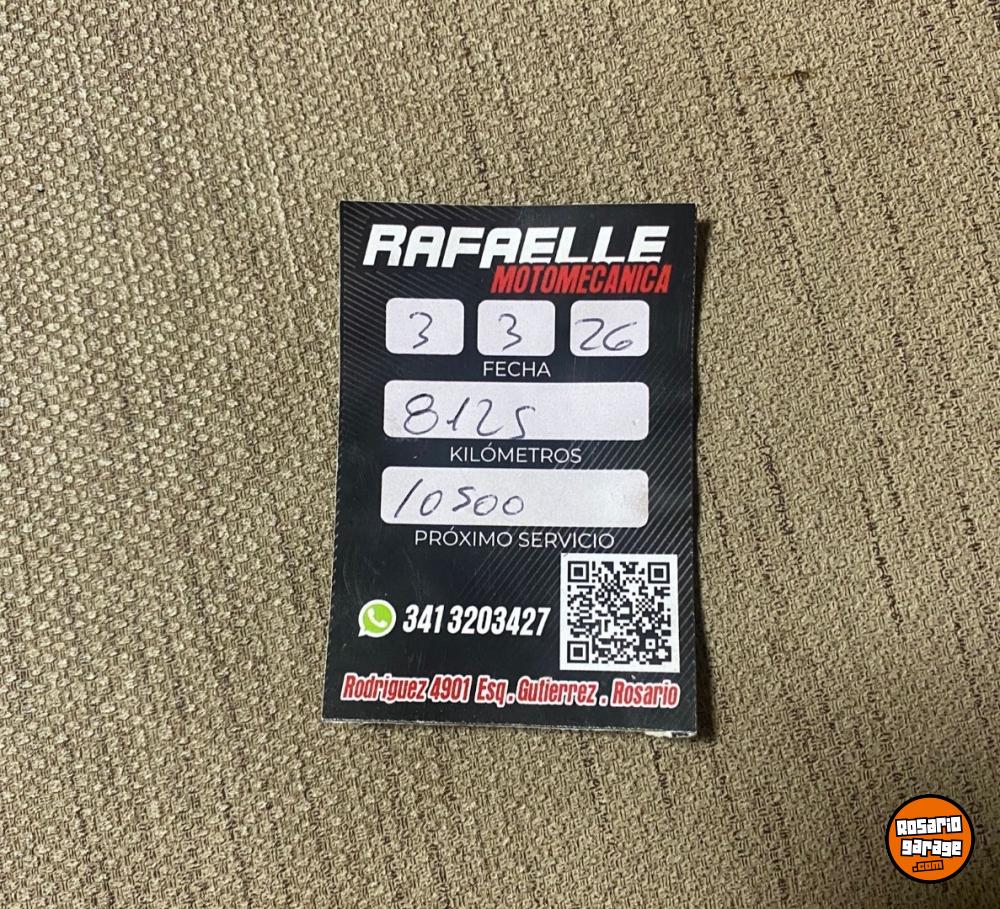 RAFAELLE
MOTOMECANICA
3 3 26
FECHA
8125
KILÓMETROS
10500
PRÓXIMO SERVICIO
341 3203427
Rodriguez 4901 Esq. Gutierrez. Rosario
Rosario
garage
.com